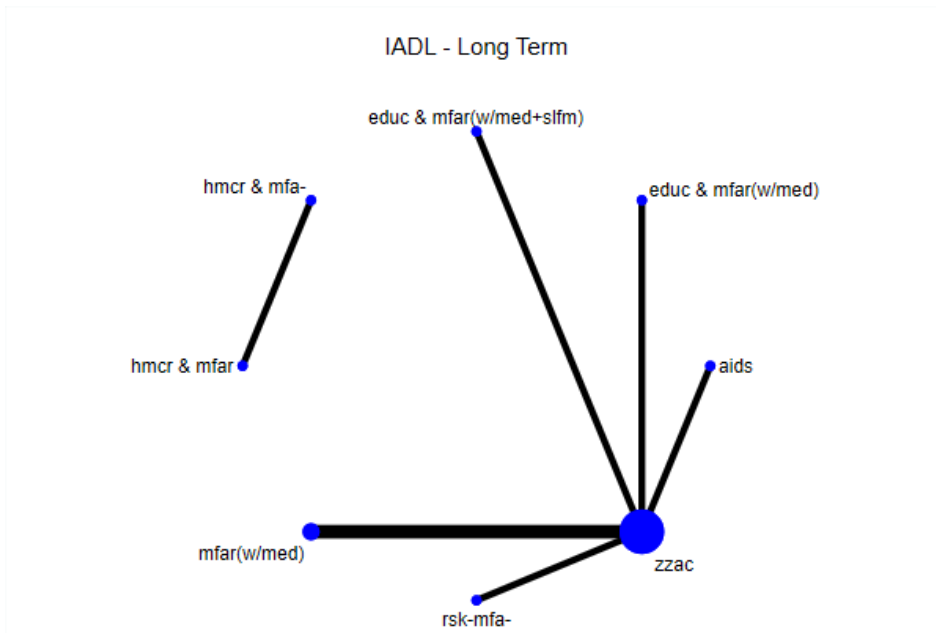 IADL - Long Term
educ & mfar(w/med+slfm)
hmcr & mfa-
educ & mfar(w/med)
hmcr & mfar
aids
mfar(w/med)
zzac
rsk-mfa-